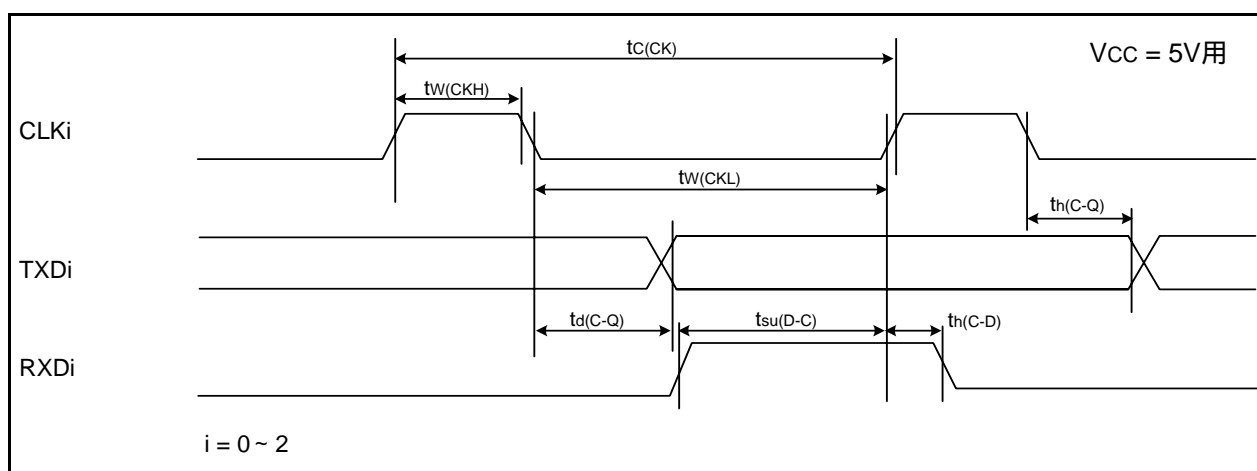 tC(CK)
VCC = 5V用
tW(CKH)
CLKi
tW(CKL)
th(C-Q)
TXDi
td(C-Q)
tsu(D-C)
th(C-D)
RXDi
i = 0 ~ 2